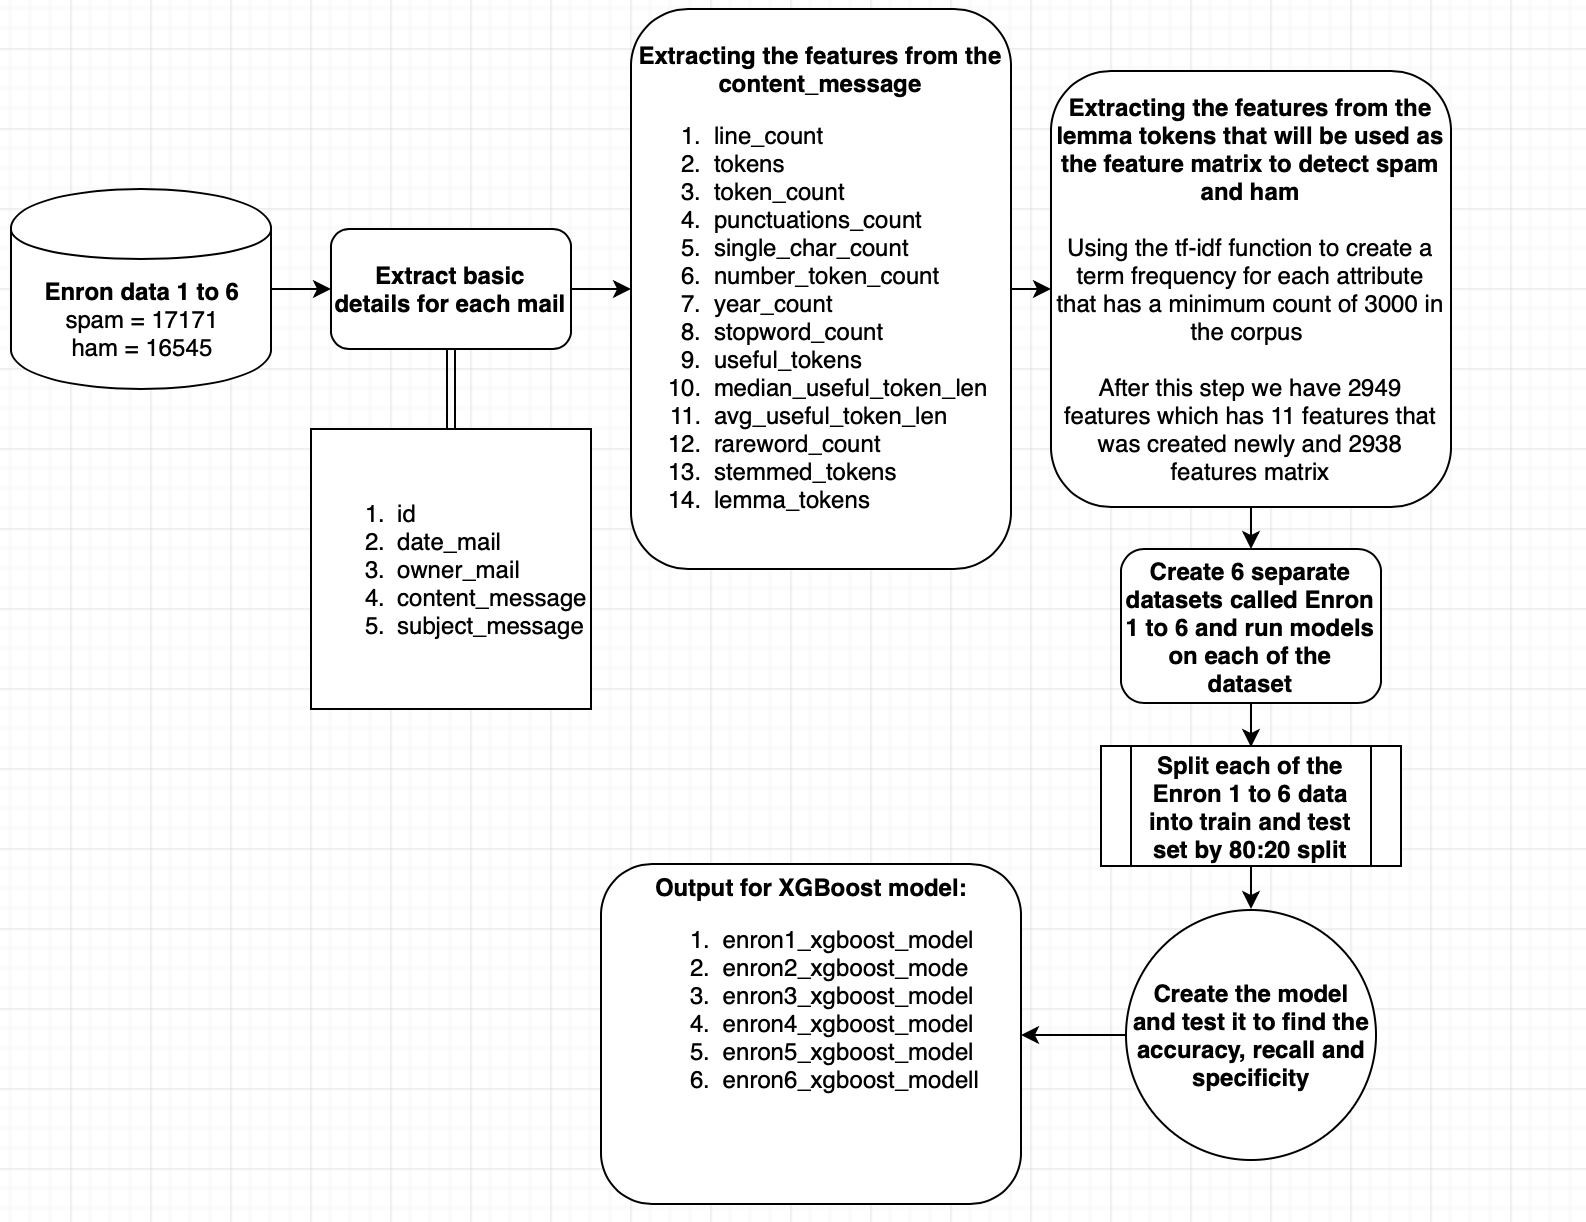 Enron data 1 to 6
spam = 17171
ham = 16545
Extract basic
details for each mail
1. id
2. date_mail
3. owner_mail
4. content_message
5. subject_message
Extracting the features from the
content_message
1. line_count
2. tokens
3. token_count
4. punctuations_count
5. single_char_count
6. number_token_count
7. year_count
8. stopword_count
9. useful_tokens
10. median_useful_token_len
11. avg_useful_token_len
12. rareword_count
13. stemmed_tokens
14. lemma_tokens
Extracting the features from the
lemma tokens that will be used as
the feature matrix to detect spam
and ham
Using the tf-idf function to create a
term frequency for each attribute
that has a minimum count of 3000 in
the corpus
After this step we have 2949
features which has 11 features that
was created newly and 2938
features matrix
Create 6 separate
datasets called Enron
1 to 6 and run models
on each of the
dataset
Split each of the
Enron 1 to 6 data
into train and test
set by 80:20 split
Create the model
and test it to find the
accuracy, recall and
specificity
Output for XGBoost model:
1. enron1_xgboost_model
2. enron2_xgboost_mode
3. enron3_xgboost_model
4. enron4_xgboost_model
5. enron5_xgboost_model
6. enron6_xgboost_modell